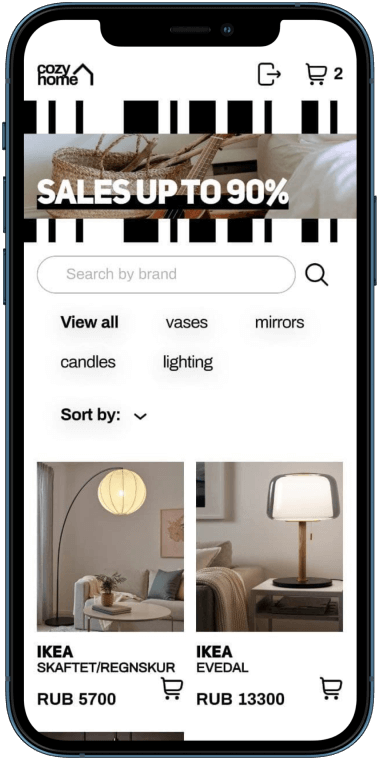 cozy
home
2
SALES UP TO 90%
Search by brand
View all
vases
mirrors
candles
lighting
Sort by:
IKEA
SKAFTET/REGNSKUR
RUB 5700
IKEA
EVEDAL
RUB 13300